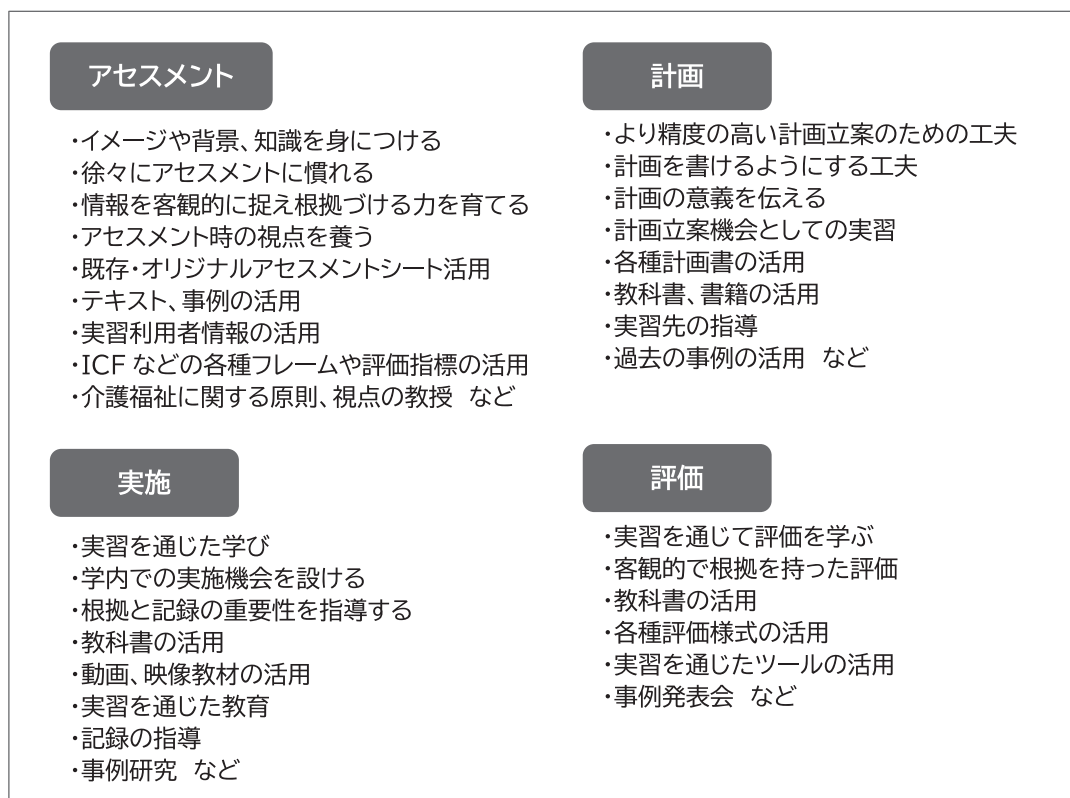 アセスメント
・イメージや背景、知識を身につける
・徐々にアセスメントに慣れる
・情報を客観的に捉え根拠づける力を育てる
・アセスメント時の視点を養う
・既存・オリジナルアセスメントシート活用
・テキスト、事例の活用
・実習利用者情報の活用
・ICF などの各種フレームや評価指標の活用
・介護福祉に関する原則、視点の教授 など
計画
・より精度の高い計画立案のための工夫
・計画を書けるようにする工夫
・計画の意義を伝える
・計画立案機会としての実習
・各種計画書の活用
・教科書、書籍の活用
・実習先の指導
・過去の事例の活用 など
実施
・実習を通じた学び
・学内での実施機会を設ける
・根拠と記録の重要性を指導する
・教科書の活用
・動画、映像教材の活用
・実習を通じた教育
・記録の指導
・事例研究 など
評価
・実習を通じて評価を学ぶ
・客観的で根拠を持った評価
・教科書の活用
・各種評価様式の活用
・実習を通じたツールの活用
・事例発表会 など